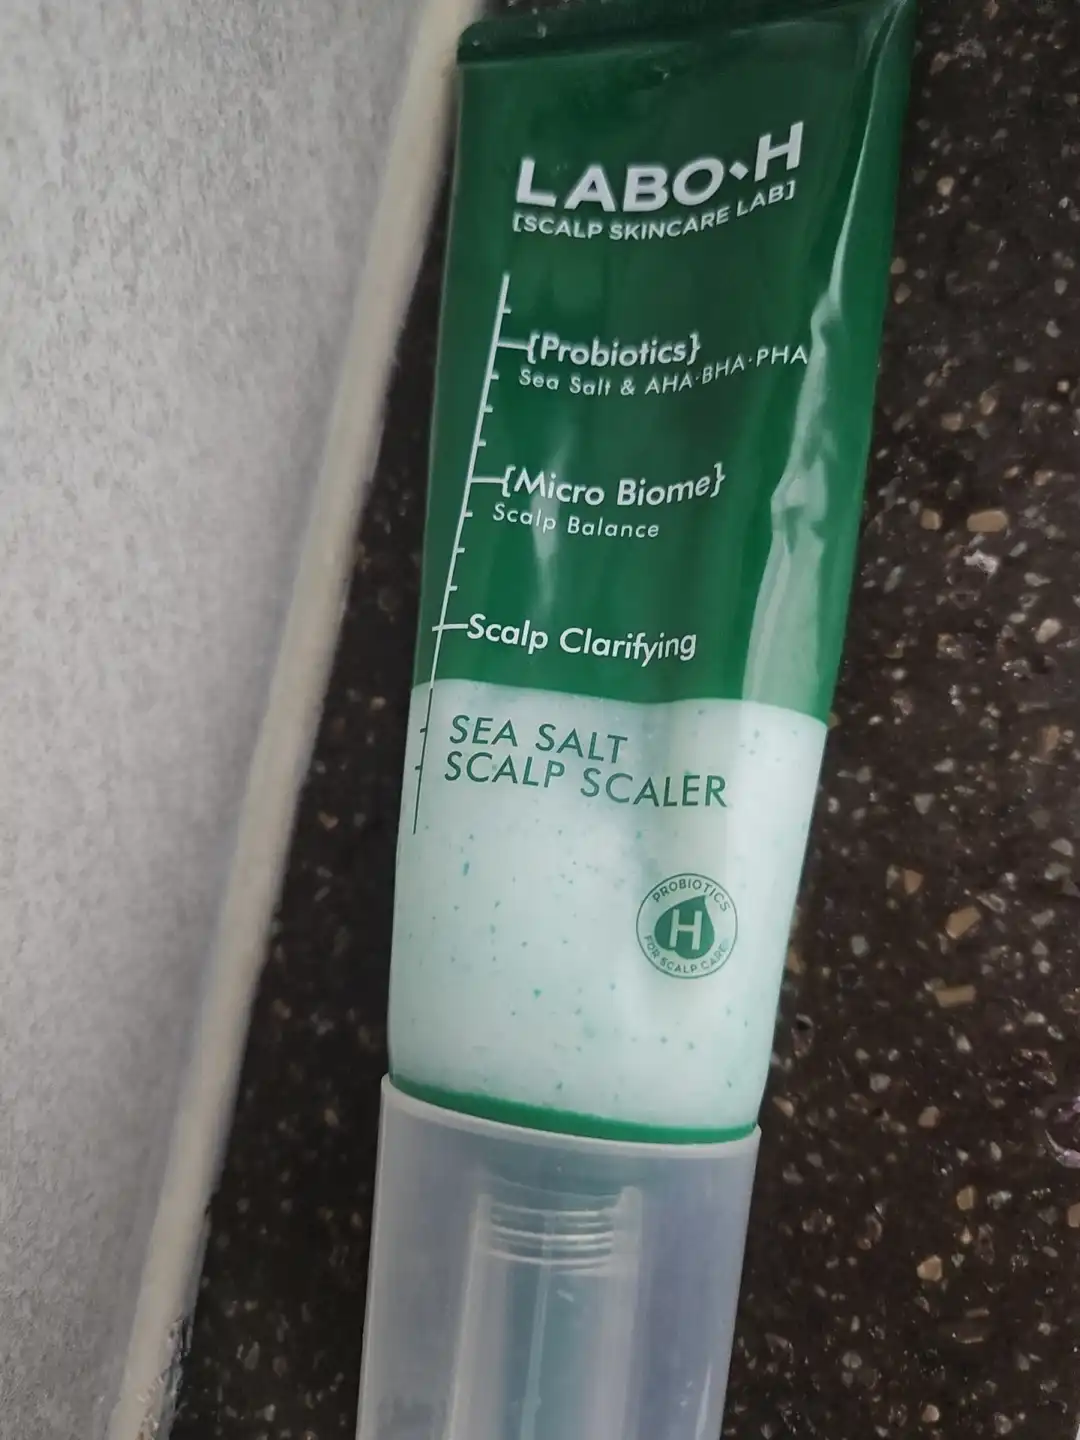 LABO·H
[SCALP SKINCARE LAB]
{Probiotics}
Sea Salt & AHA·BHA·PHA
{Micro Biome}
Scalp Balance
Scalp Clarifying
SEA SALT
SCALP SCALER
PROBIOTICS
H
FOR SCALP CARE